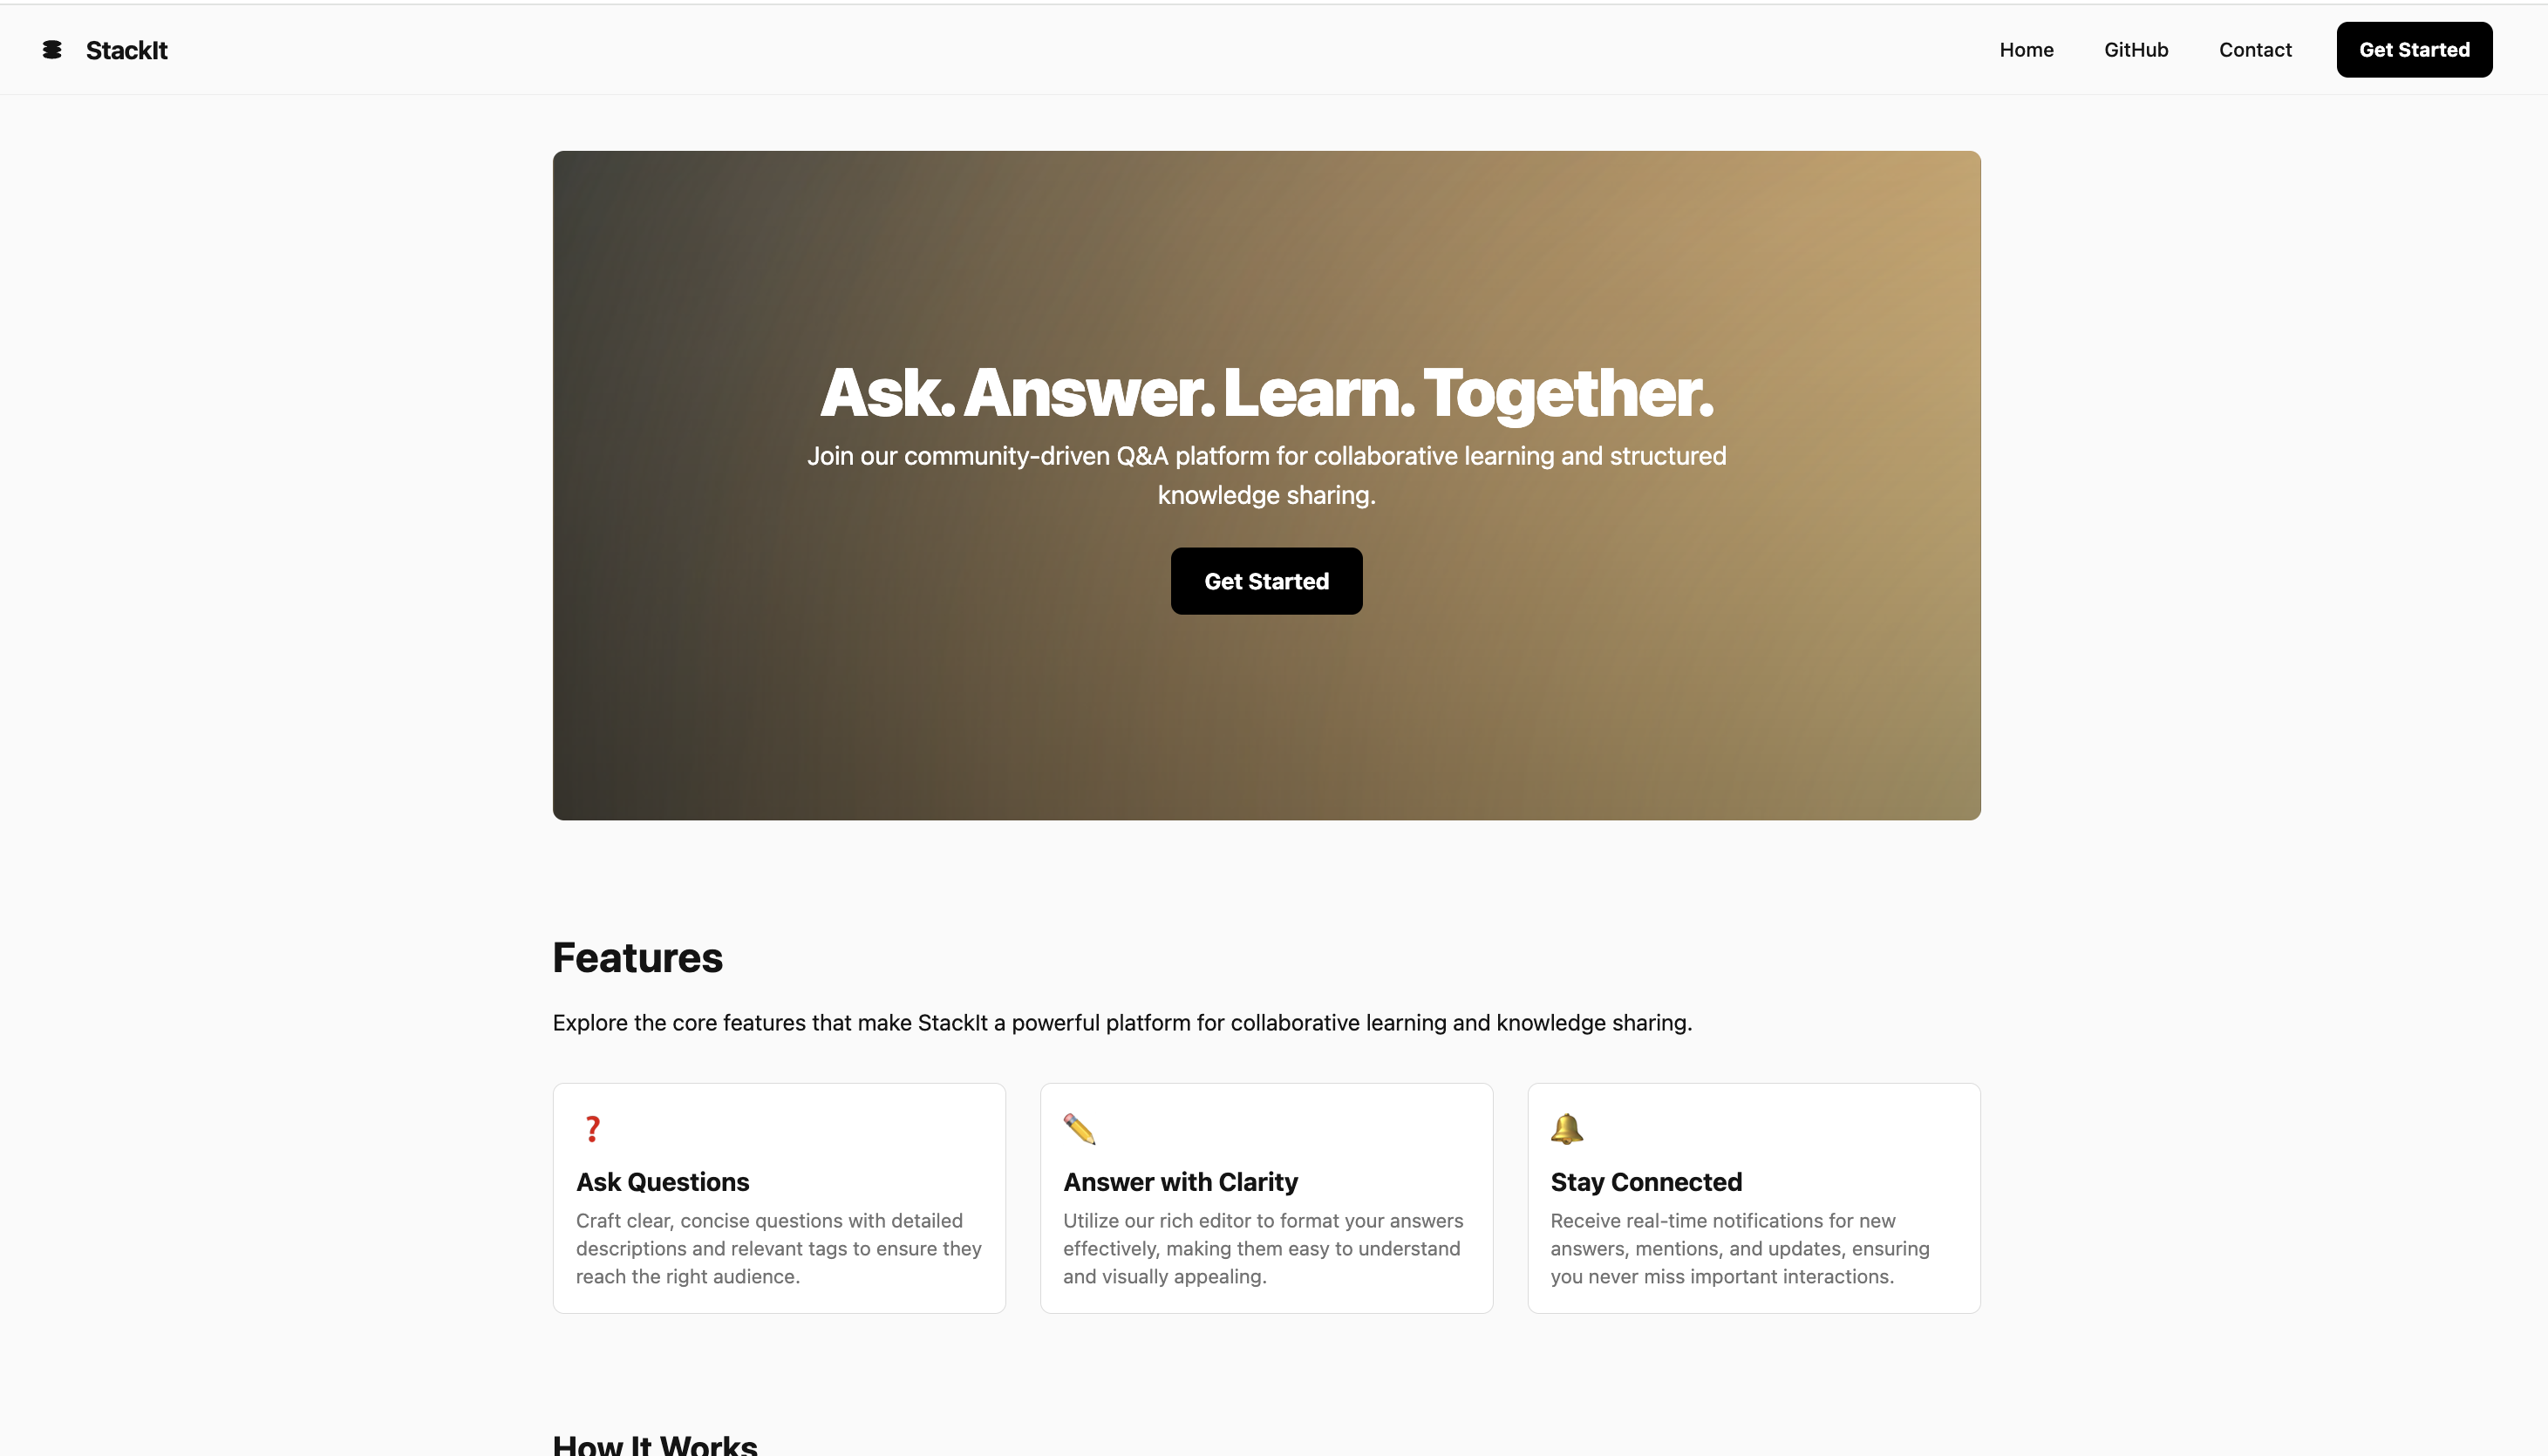 StackIt
Home
GitHub
Contact
Get Started
Ask. Answer. Learn. Together.
Join our community-driven Q&A platform for collaborative learning and structured
knowledge sharing.
Get Started
Features
Explore the core features that make StackIt a powerful platform for collaborative learning and knowledge sharing.
Ask Questions
Craft clear, concise questions with detailed
descriptions and relevant tags to ensure they
reach the right audience.
Answer with Clarity
Utilize our rich editor to format your answers
effectively, making them easy to understand
and visually appealing.
Stay Connected
Receive real-time notifications for new
answers, mentions, and updates, ensuring
you never miss important interactions.
How It Works